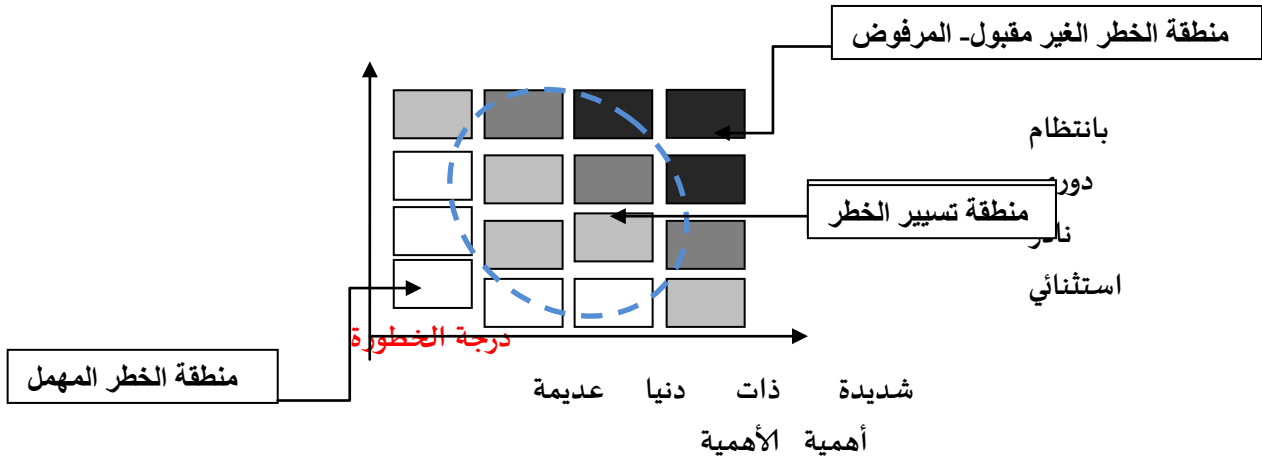 منطقة الخطر الغير مقبول- المرفوض
بانتظام
منطقة تسيير الخطر
استثنائي
درجة الخطورة
منطقة الخطر المهمل
شديدة ذات دنيا عديمة
أهمية الأهمية